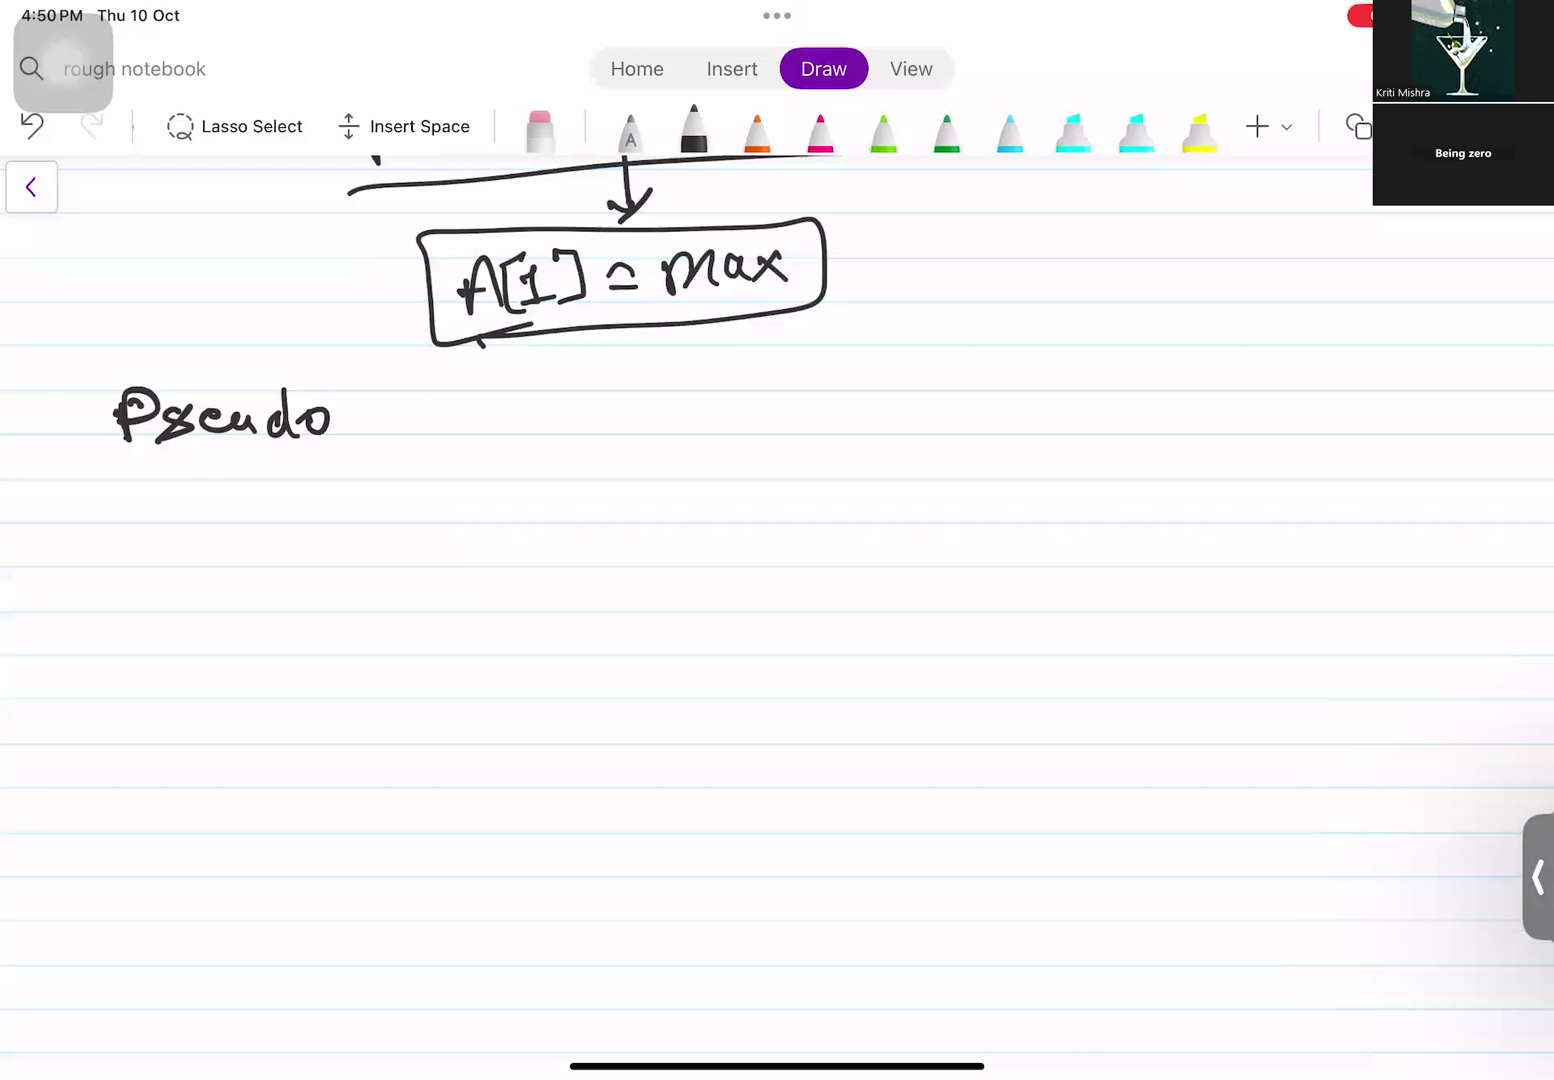 4:50 PM Thu 10 Oct
rough notebook
Home Insert Draw View
Lasso Select Insert Space
A
Kriti Mishra
Being zero
A[1] = max
Pseudo